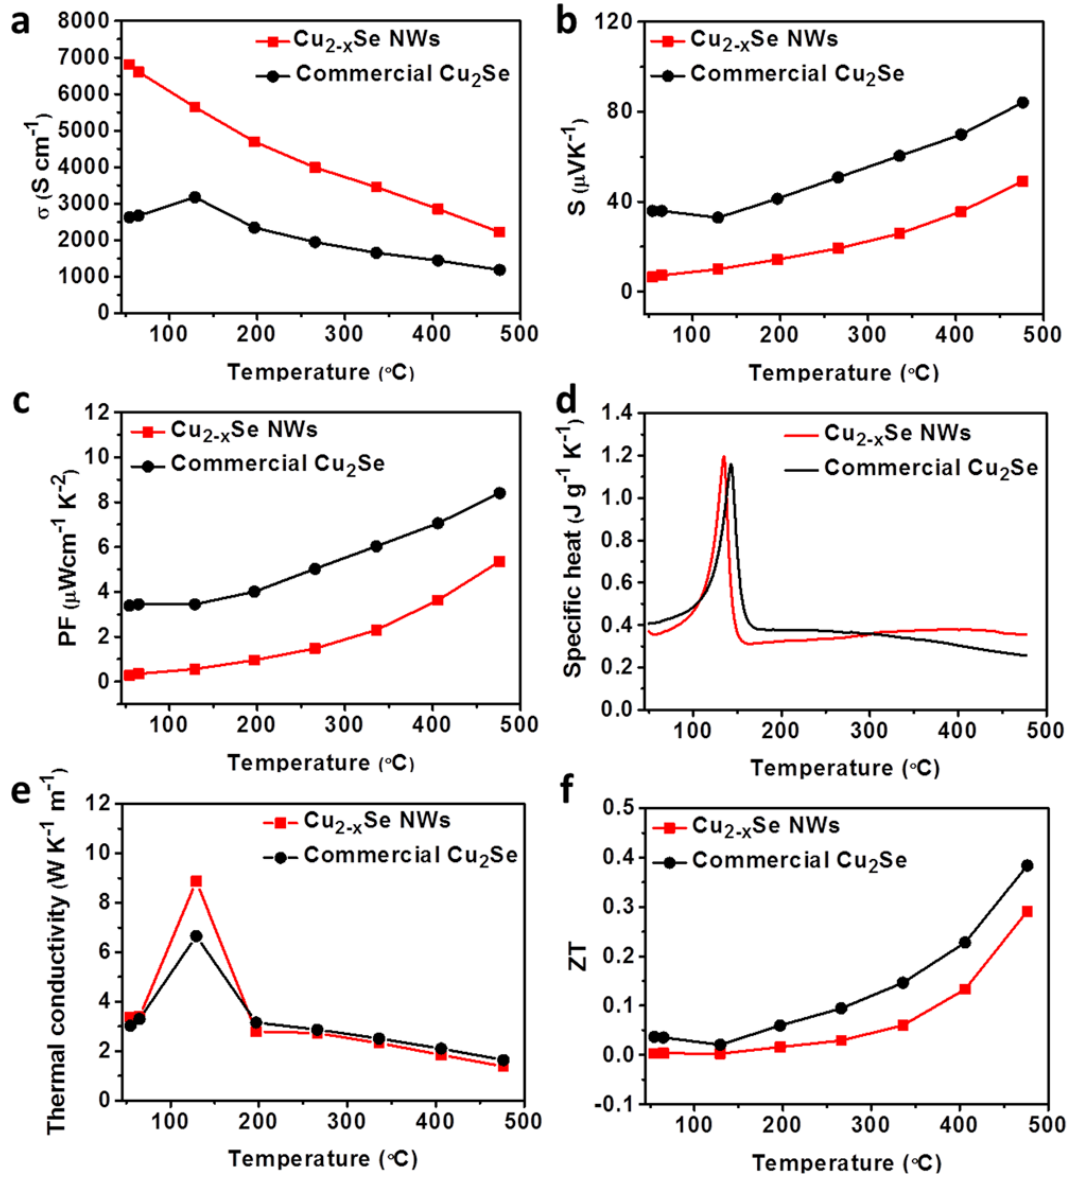 a
σ (S cm⁻¹)
8000
7000
6000
5000
4000
3000
2000
1000
0
Cu₂₋ₓSe NWs
Commercial Cu₂Se
100 200 300 400 500
Temperature (°C)
b
S (μVK⁻¹)
120
80
40
0
Cu₂₋ₓSe NWs
Commercial Cu₂Se
100 200 300 400 500
Temperature (°C)
c
PF (μWcm⁻¹ K⁻²)
12
10
8
6
4
2
0
Cu₂₋ₓSe NWs
Commercial Cu₂Se
100 200 300 400 500
Temperature (°C)
d
Specific heat (J g⁻¹ K⁻¹)
1.4
1.2
1.0
0.8
0.6
0.4
0.2
0.0
Cu₂₋ₓSe NWs
Commercial Cu₂Se
100 200 300 400 500
Temperature (°C)
e
Thermal conductivity (W K⁻¹ m⁻¹)
12
10
8
6
4
2
0
Cu₂₋ₓSe NWs
Commercial Cu₂Se
100 200 300 400 500
Temperature (°C)
f
ZT
0.5
0.4
0.3
0.2
0.1
0.0
-0.1
Cu₂₋ₓSe NWs
Commercial Cu₂Se
100 200 300 400 500
Temperature (°C)